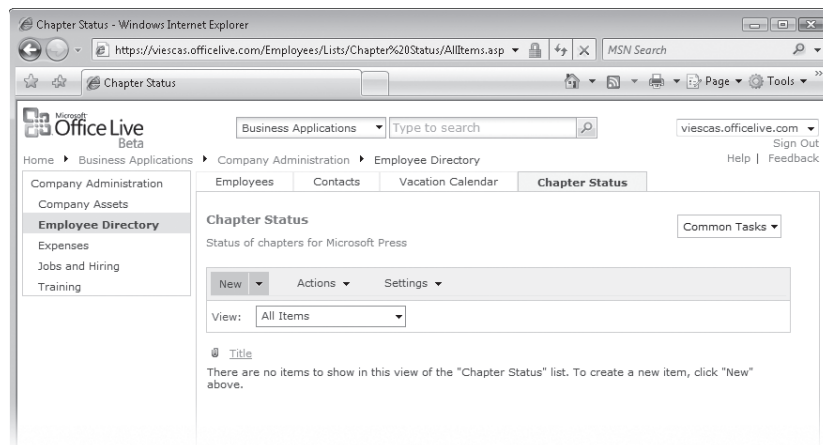 Chapter Status - Windows Internet Explorer
https://viescas.officelive.com/Employees/Lists/Chapter%20Status/AllItems.asp
MSN Search
Chapter Status
Page
Tools
Microsoft
Office Live
Beta
Business Applications
Type to search
viescas.officelive.com
Sign Out
Home Business Applications Company Administration Employee Directory
Help | Feedback
Company Administration
Company Assets
Employee Directory
Expenses
Jobs and Hiring
Training
Employees Contacts Vacation Calendar Chapter Status
Chapter Status
Status of chapters for Microsoft Press
Common Tasks
New Actions Settings
View: All Items
Title
There are no items to show in this view of the "Chapter Status" list. To create a new item, click "New"
above.